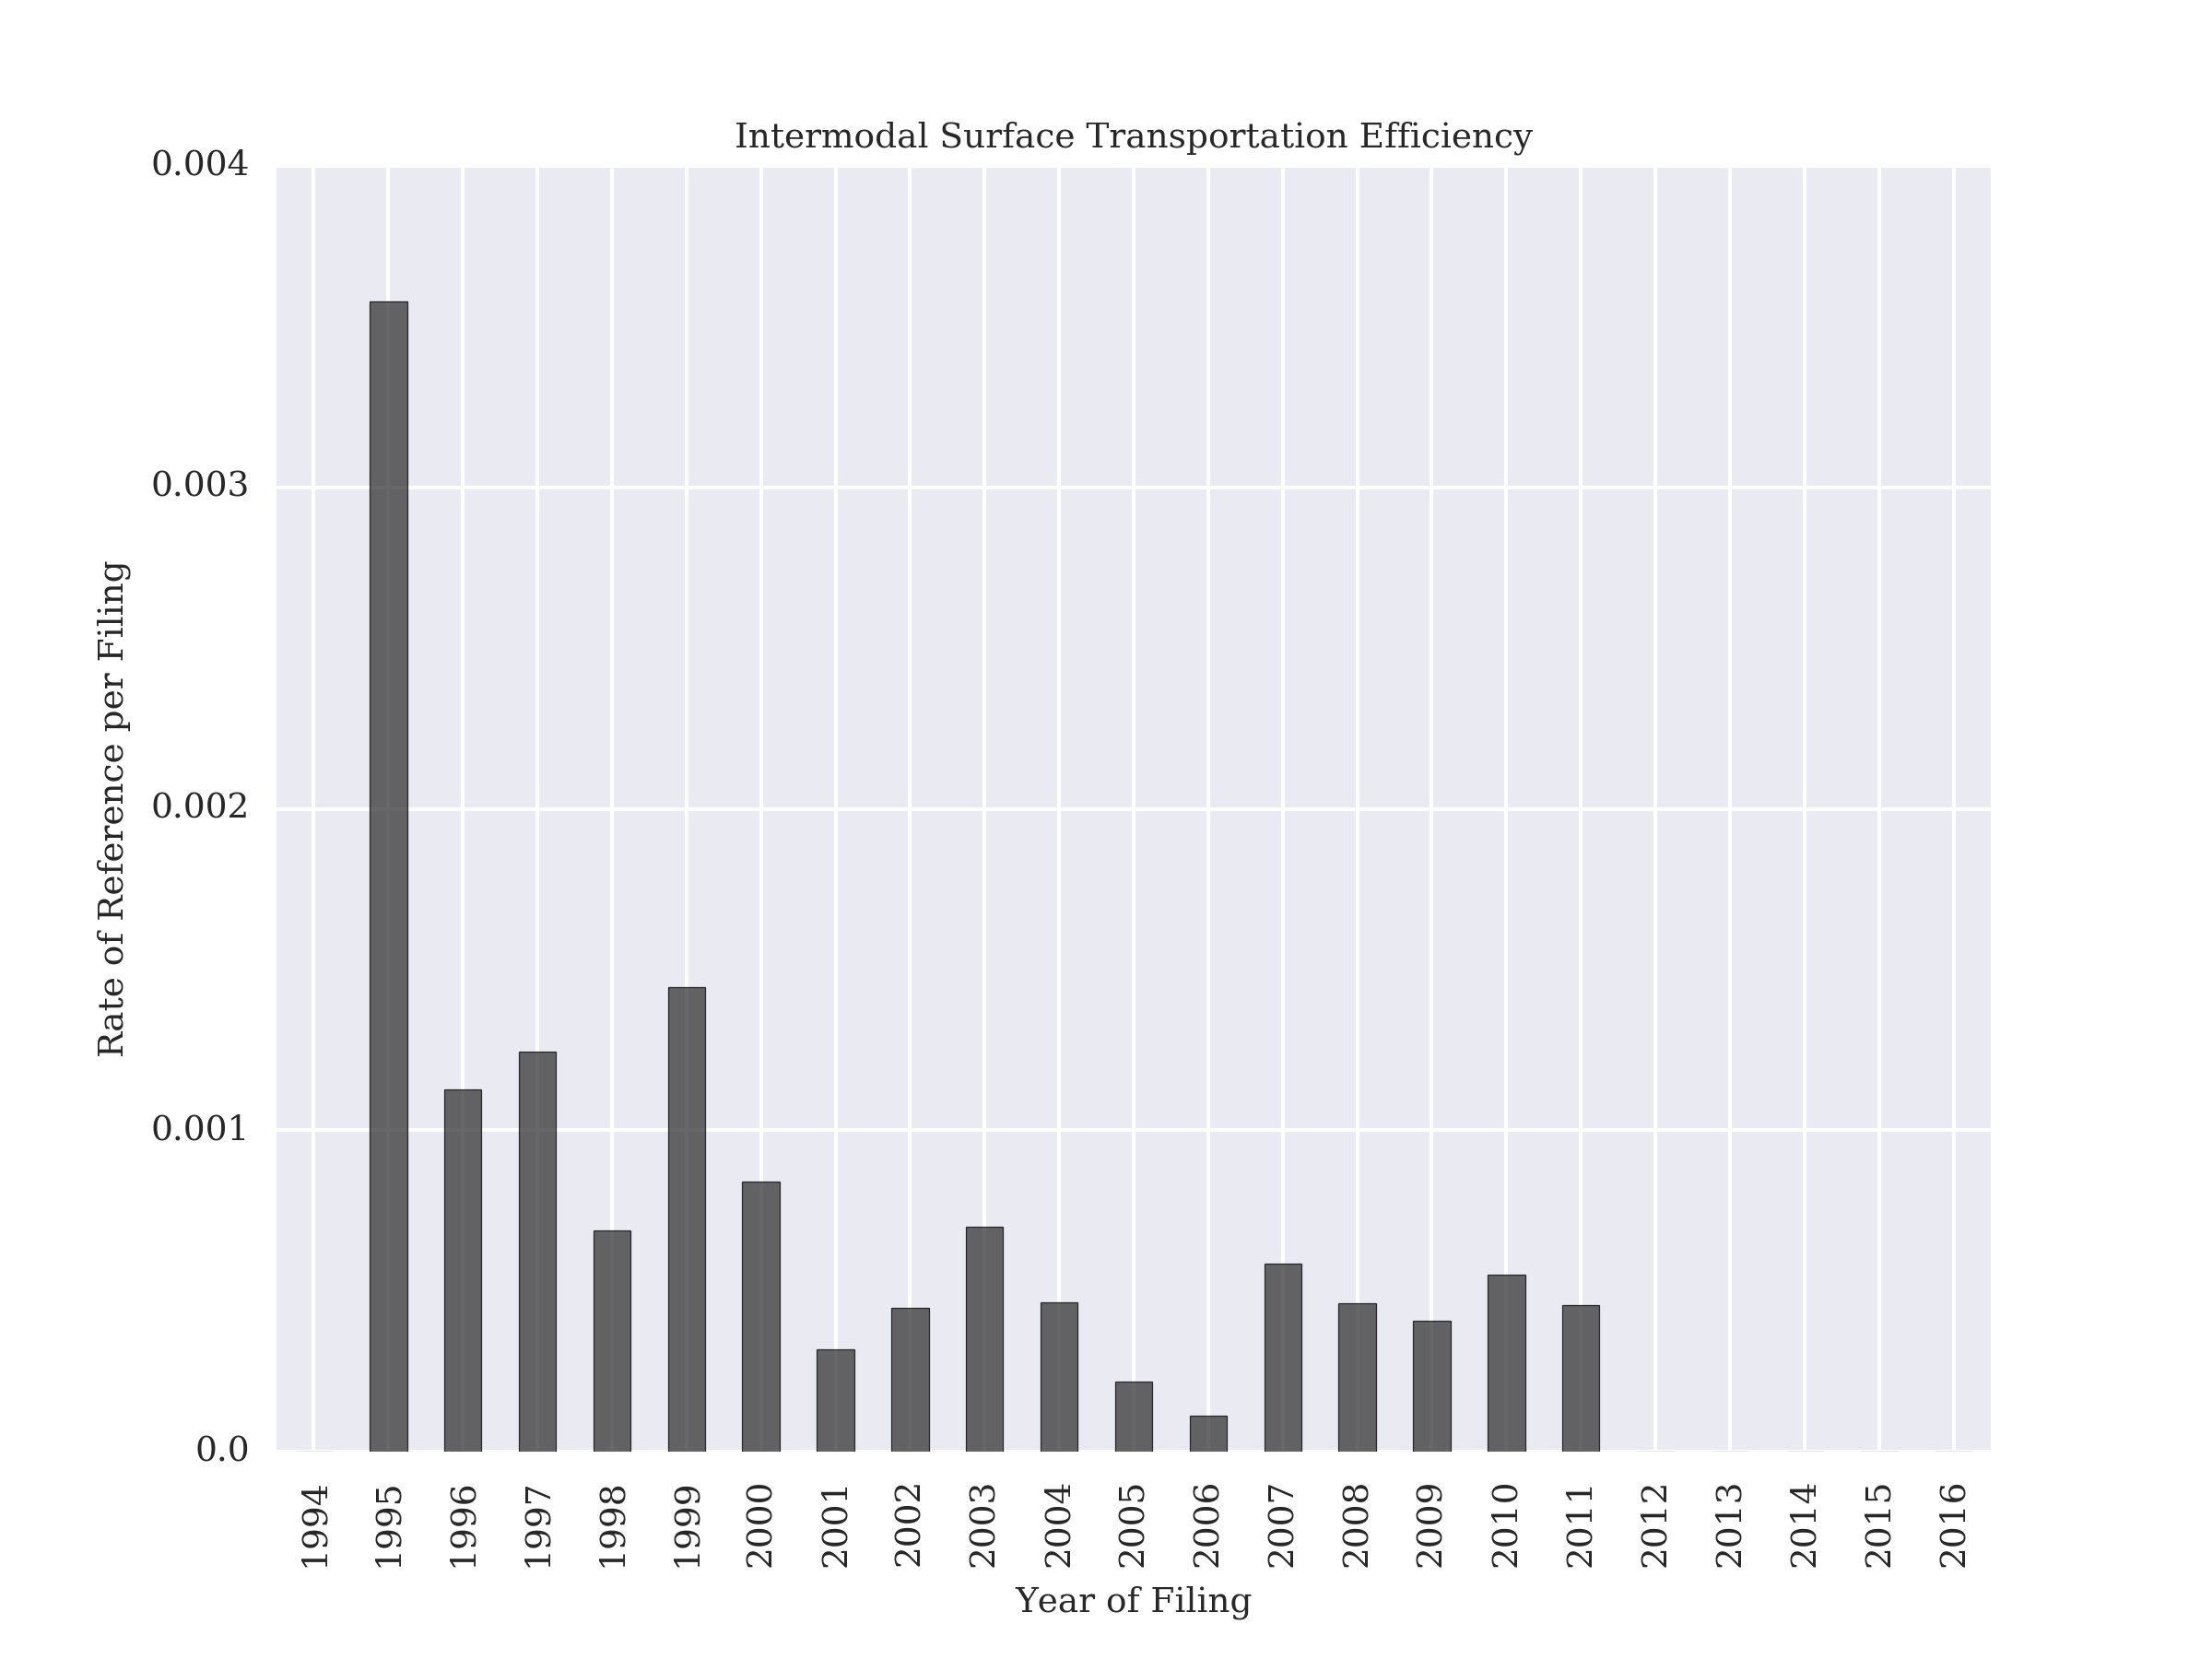 Intermodal Surface Transportation Efficiency
0.004
0.003
0.002
0.001
0.0
Rate of Reference per Filing
1994 1995 1996 1997 1998 1999 2000 2001 2002 2003 2004 2005 2006 2007 2008 2009 2010 2011 2012 2013 2014 2015 2016
Year of Filing